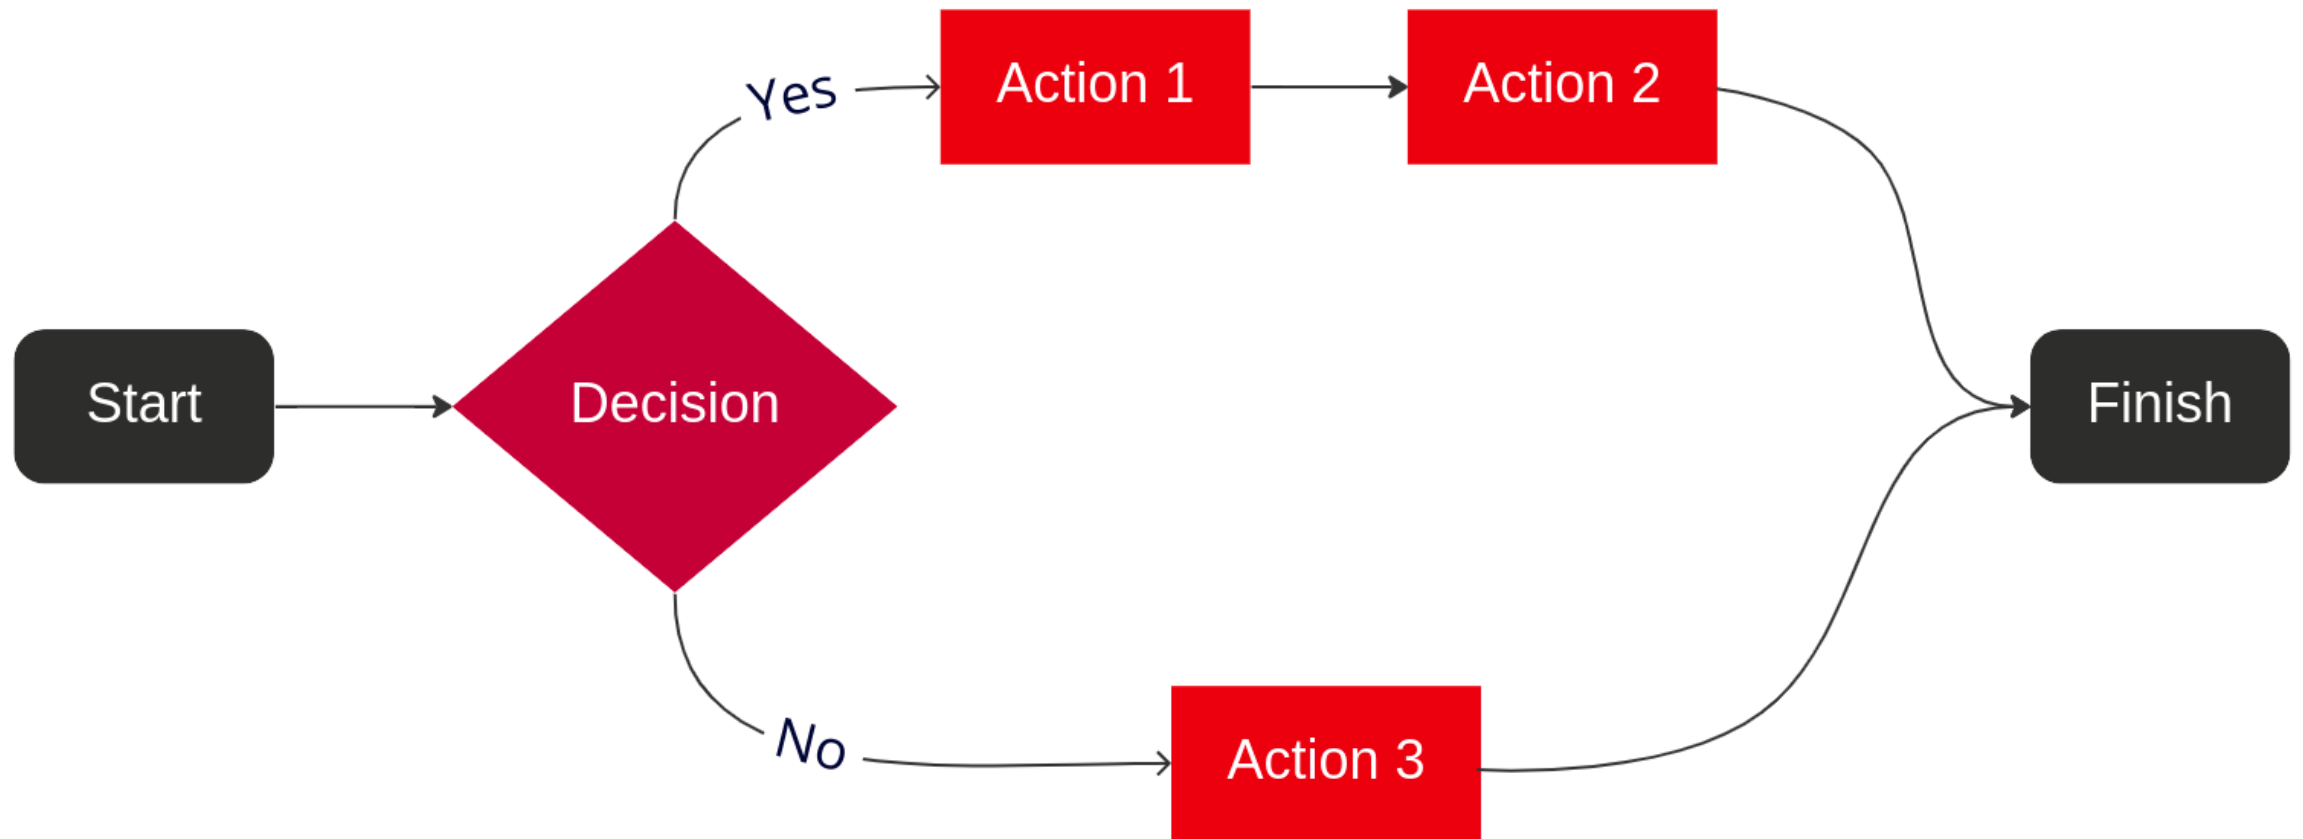 Start
Decision
Yes
Action 1
Action 2
No
Action 3
Finish